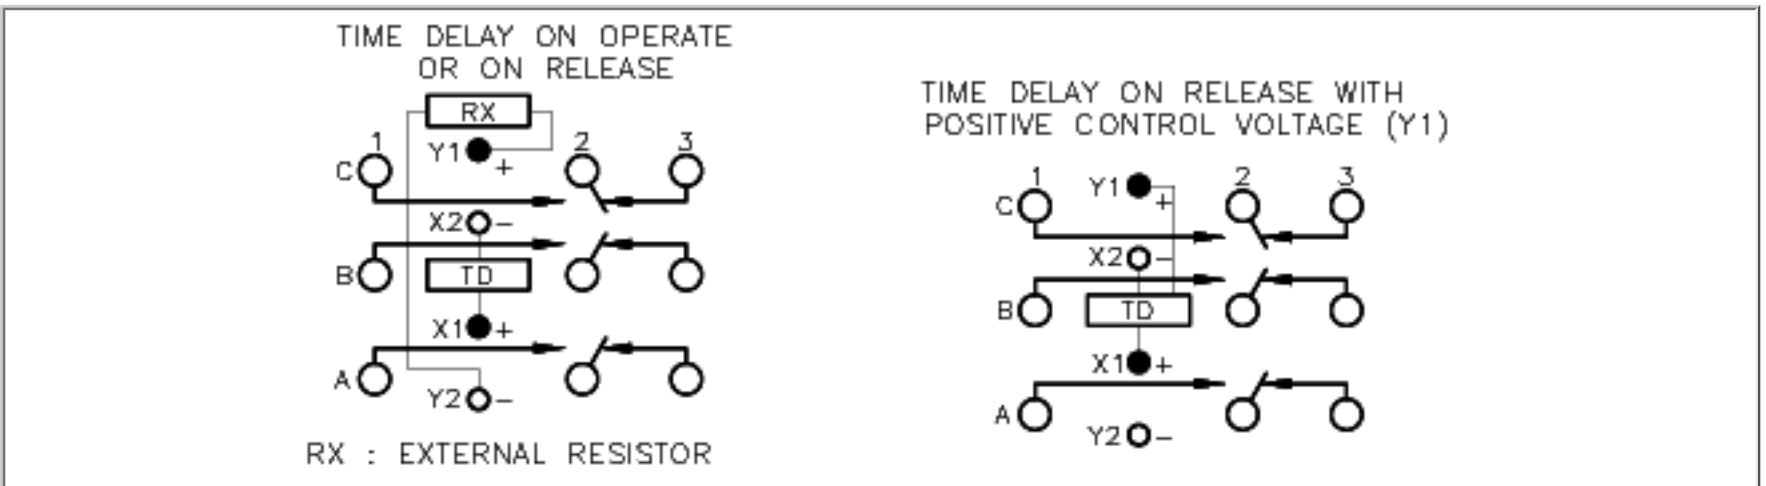 TIME DELAY ON OPERATE
OR ON RELEASE
RX
1
2
3
Y1
+
C
X2
-
B
TD
X1
+
A
Y2
-
RX : EXTERNAL RESISTOR
TIME DELAY ON RELEASE WITH
POSITIVE CONTROL VOLTAGE (Y1)
1
2
3
Y1
+
C
X2
-
B
TD
X1
+
A
Y2
-